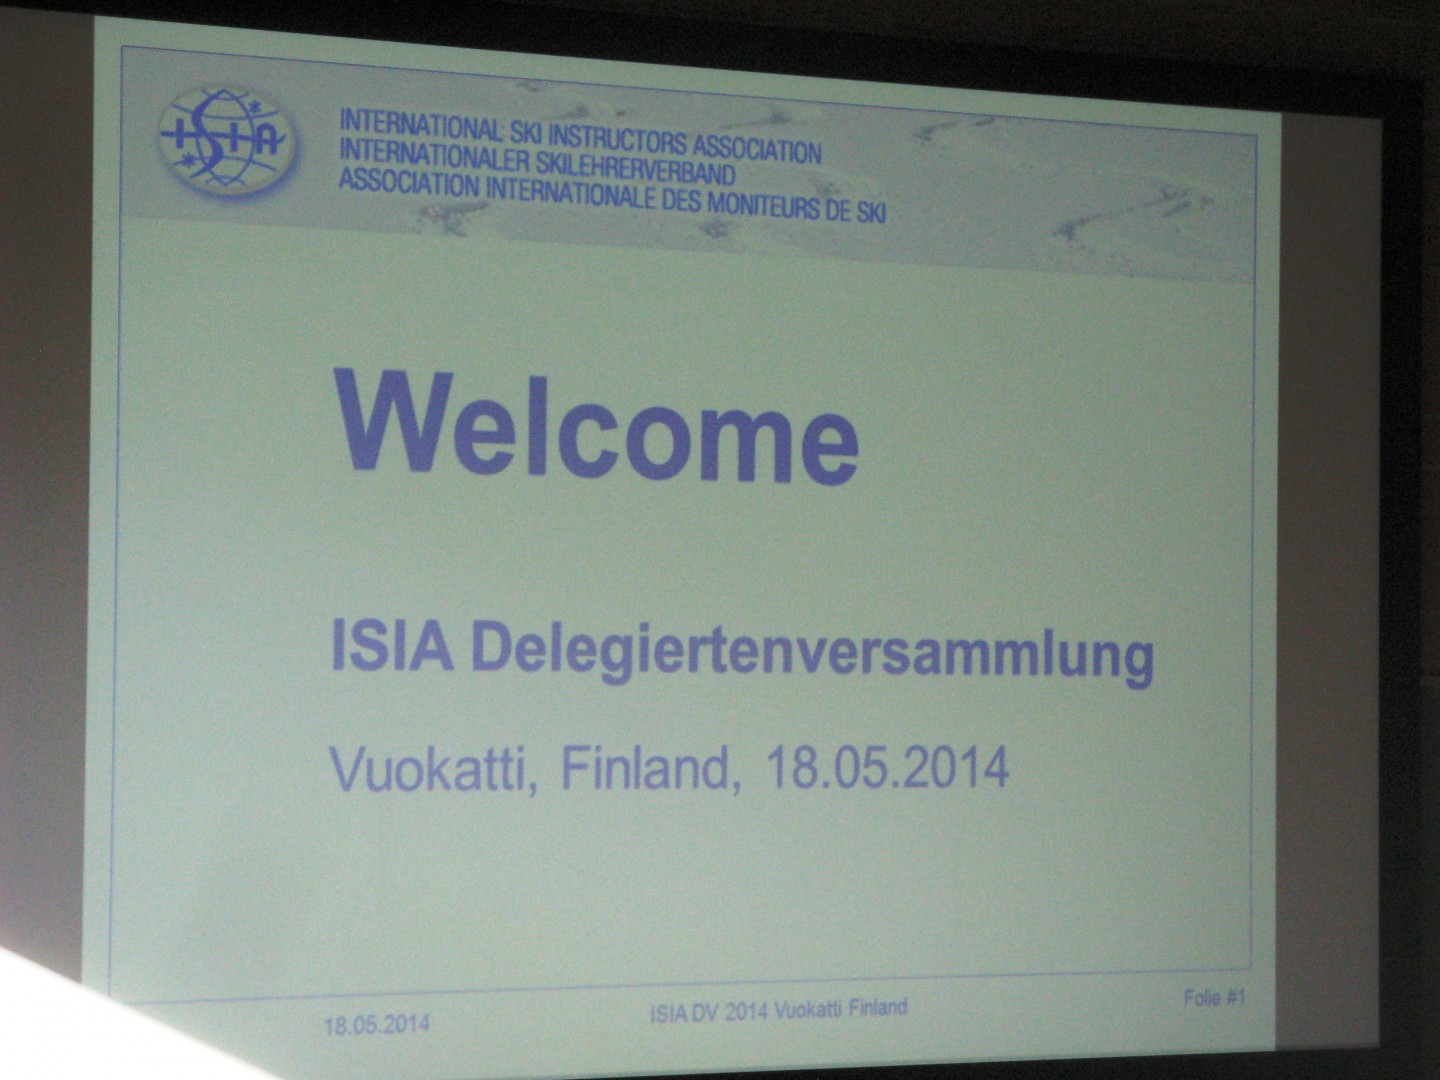 ISIA
INTERNATIONAL SKI INSTRUCTORS ASSOCIATION
INTERNATIONALER SKILEHRERVERBAND
ASSOCIATION INTERNATIONALE DES MONITEURS DE SKI
Welcome
ISIA Delegiertenversammlung
Vuokatti, Finland, 18.05.2014
18.05.2014
ISIA DV 2014 Vuokatti Finland
Folie #1